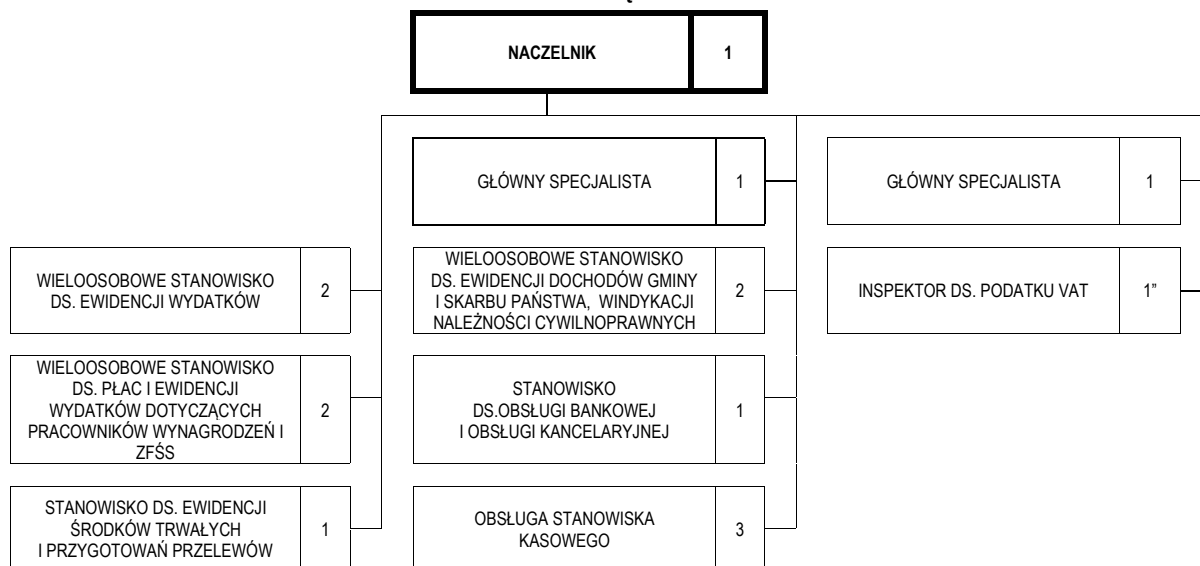 NACZELNIK 1
GŁÓWNY SPECJALISTA 1
GŁÓWNY SPECJALISTA 1
WIELOOSOBOWE STANOWISKO
DS. EWIDENCJI WYDATKÓW
2
WIELOOSOBOWE STANOWISKO
DS. EWIDENCJI DOCHODÓW GMINY
I SKARBU PAŃSTWA, WINDYKACJI
NALEŻNOŚCI CYWILNOPRAWNYCH
2
INSPEKTOR DS. PODATKU VAT 1”
WIELOOSOBOWE STANOWISKO
DS. PŁAC I EWIDENCJI
WYDATKÓW DOTYCZĄCYCH
PRACOWNIKÓW WYNAGRODZEŃ I
ZFŚS
2
STANOWISKO
DS.OBSŁUGI BANKOWEJ
I OBSŁUGI KANCELARYJNEJ
1
STANOWISKO DS. EWIDENCJI
ŚRODKÓW TRWAŁYCH
I PRZYGOTOWAŃ PRZELEWÓW
1
OBSŁUGA STANOWISKA
KASOWEGO
3